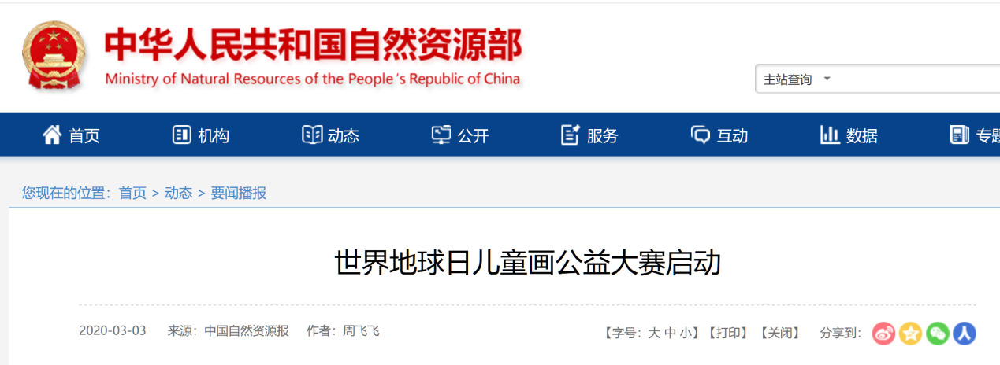 中华人民共和国自然资源部
Ministry of Natural Resources of the People's Republic of China
主站查询
首页 机构 动态 公开 服务 互动 数据 专题
您现在的位置：首页 > 动态 > 要闻播报
世界地球日儿童画公益大赛启动
2020-03-03 来源：中国自然资源报 作者：周飞飞 【字号：大 中 小】【打印】【关闭】 分享到：